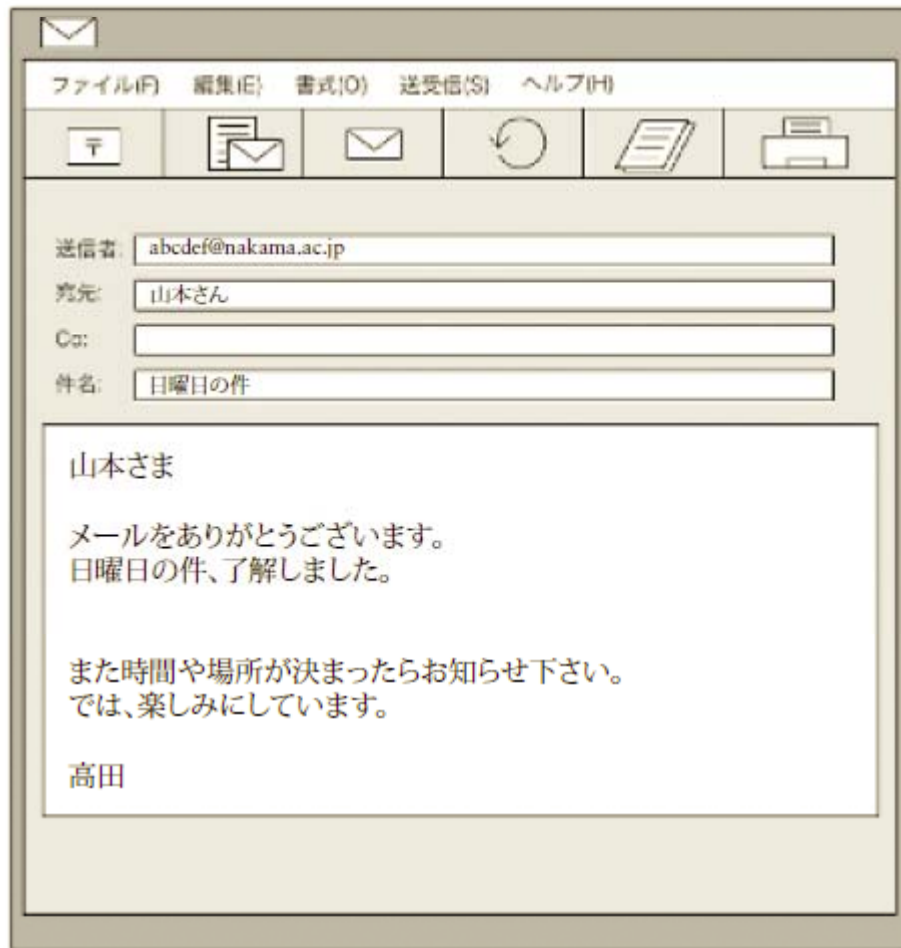 ファイル(F) 編集(E) 書式(O) 送受信(S) ヘルプ(H)
〒
送信者: abcdef@nakama.ac.jp
宛先: 山本さん
Cc:
件名: 日曜日の件
山本さま
メールをありがとうございます。
日曜日の件、了解しました。
また時間や場所が決まったらお知らせ下さい。
では、楽しみにしています。
高田